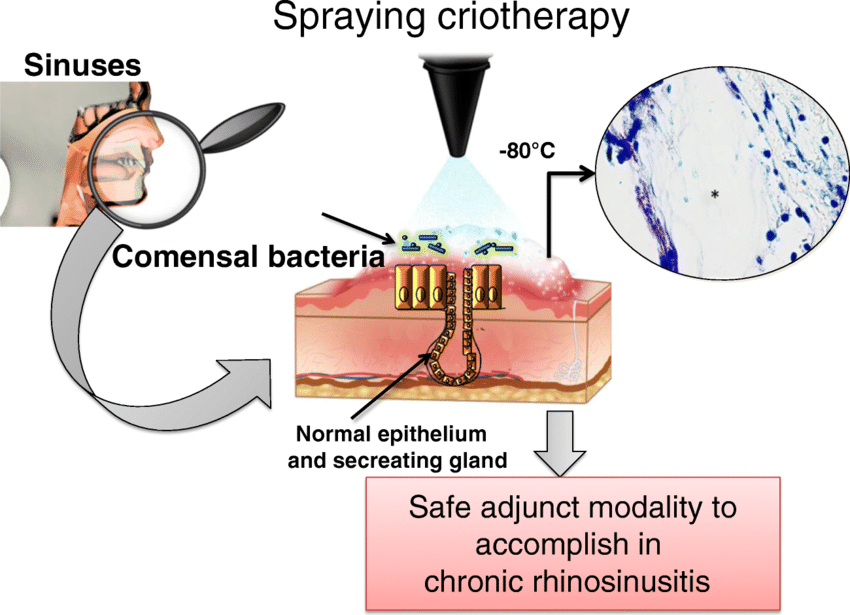 Spraying criotherapy
Sinuses
-80°C
*
Comensal bacteria
Normal epithelium
and secreating gland
Safe adjunct modality to
accomplish in
chronic rhinosinusitis